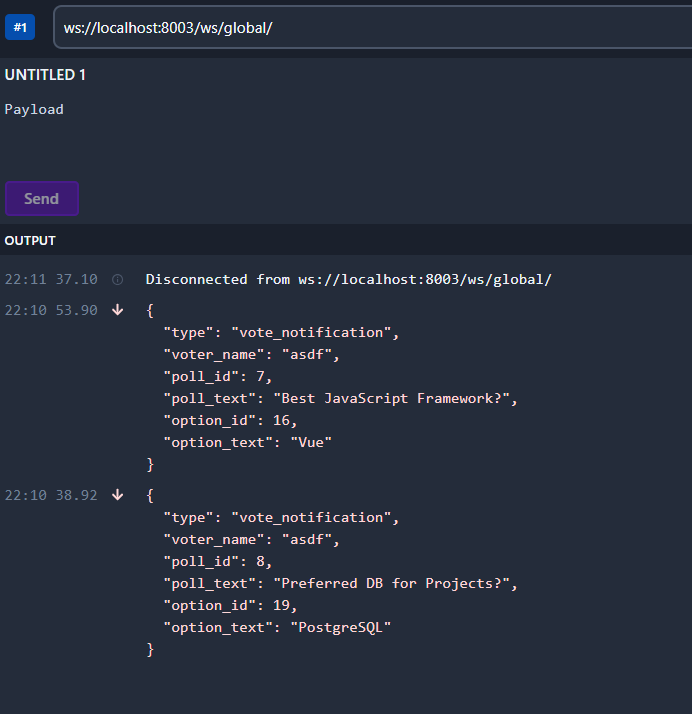 #1
ws://localhost:8003/ws/global/
UNTITLED 1
Payload
Send
OUTPUT
22:11 37.10 Disconnected from ws://localhost:8003/ws/global/
22:10 53.90 {
"type": "vote_notification",
"voter_name": "asdf",
"poll_id": 7,
"poll_text": "Best JavaScript Framework?",
"option_id": 16,
"option_text": "Vue"
}
22:10 38.92 {
"type": "vote_notification",
"voter_name": "asdf",
"poll_id": 8,
"poll_text": "Preferred DB for Projects?",
"option_id": 19,
"option_text": "PostgreSQL"
}